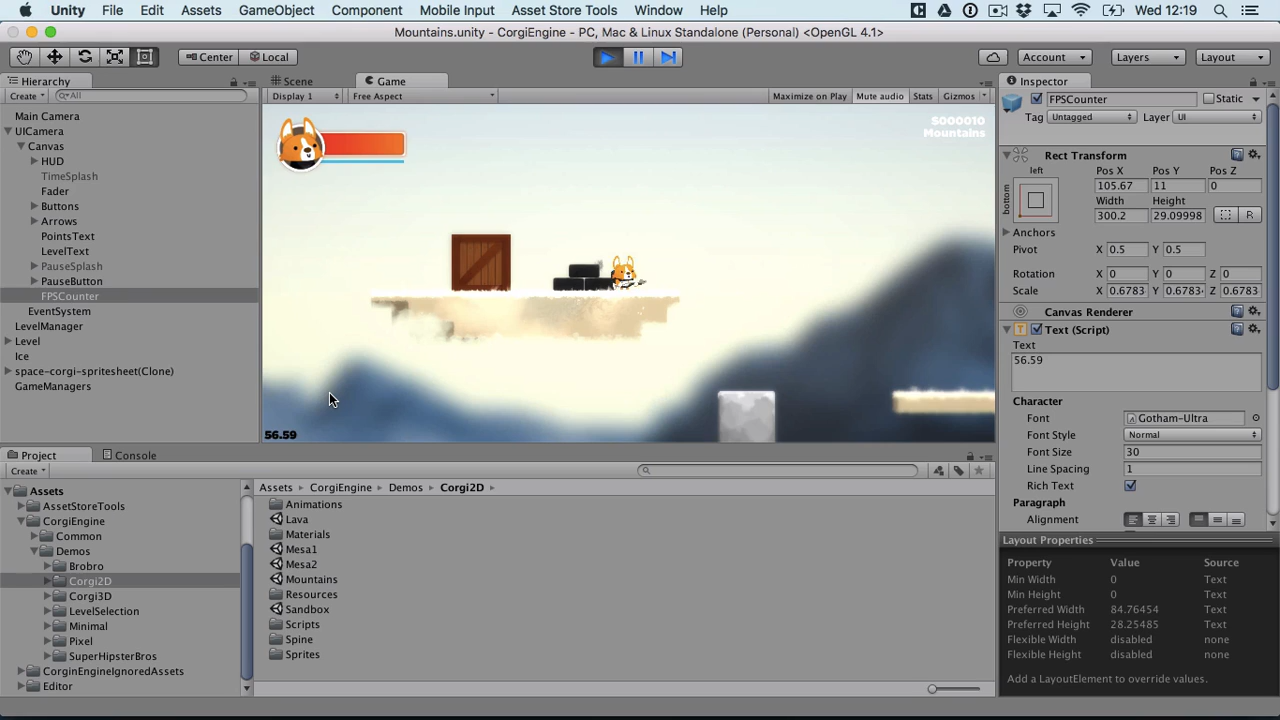 Unity File Edit Assets GameObject Component Mobile Input Asset Store Tools Window Help Wed 12:19
Mountains.unity - CorgiEngine - PC, Mac & Linux Standalone (Personal) <OpenGL 4.1>
Center Local Account Layers Layout
Hierarchy Scene Game Inspector
Create All Display 1 Free Aspect Maximize on Play Mute audio Stats Gizmos FPSCounter Static
Main Camera
Tag Untagged Layer UI
UICamera
Canvas
HUD
TimeSplash
Fader
Buttons
Arrows
PointsText
LevelText
PauseSplash
PauseButton
FPSCounter
EventSystem
LevelManager
Level
Ice
space-corgi-spritesheet(Clone)
GameManagers
$000010
Mountains
56.59
Rect Transform
left
bottom
Pos X Pos Y Pos Z
105.67 11 0
Width Height
300.2 29.09998 R
Anchors
Pivot X 0.5 Y 0.5
Rotation X 0 Y 0 Z 0
Scale X 0.6783 Y 0.6783 Z 0.6783
Canvas Renderer
Text (Script)
Text
56.59
Character
Font Gotham-Ultra
Font Style Normal
Font Size 30
Line Spacing 1
Rich Text
Paragraph
Alignment
Project Console
Create
Assets
AssetStoreTools
CorgiEngine
Common
Demos
Brobro
Corgi2D
Corgi3D
LevelSelection
Minimal
Pixel
SuperHipsterBros
CorginEngineIgnoredAssets
Editor
Assets CorgiEngine Demos Corgi2D
Animations
Lava
Materials
Mesa1
Mesa2
Mountains
Resources
Sandbox
Scripts
Spine
Sprites
Layout Properties
Property Value Source
Min Width 0 Text
Min Height 0 Text
Preferred Width 84.76454 Text
Preferred Height 28.25485 Text
Flexible Width disabled none
Flexible Height disabled none
Add a LayoutElement to override values.